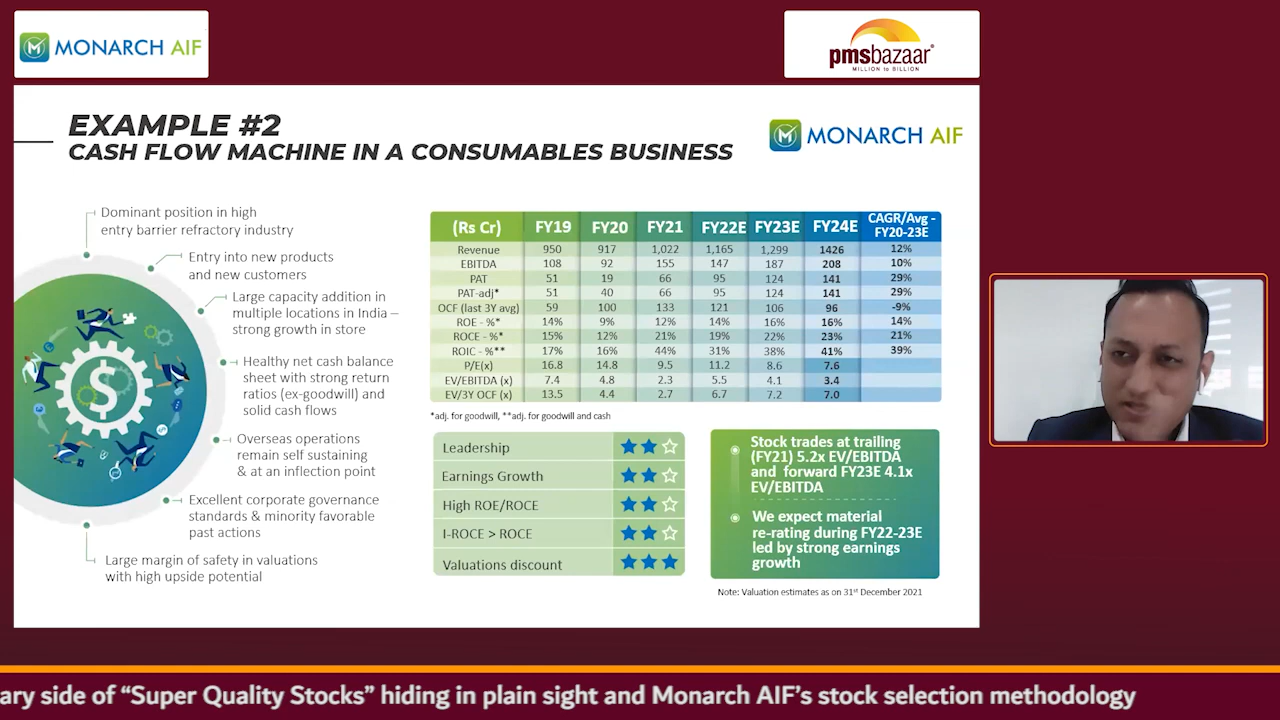 MONARCH AIF
pmsbazaar
MILLION to BILLION
EXAMPLE #2
CASH FLOW MACHINE IN A CONSUMABLES BUSINESS
MONARCH AIF
Dominant position in high
entry barrier refractory industry
Entry into new products
and new customers
Large capacity addition in
multiple locations in India –
strong growth in store
Healthy net cash balance
sheet with strong return
ratios (ex-goodwill) and
solid cash flows
Overseas operations
remain self sustaining
& at an inflection point
Excellent corporate governance
standards & minority favorable
past actions
Large margin of safety in valuations
with high upside potential
(Rs Cr) FY19 FY20 FY21 FY22E FY23E FY24E CAGR/Avg - FY20-23E
Revenue 950 917 1,022 1,165 1,299 1426 12%
EBITDA 108 92 155 147 187 208 10%
PAT 51 19 66 95 124 141 29%
PAT-adj* 51 40 66 95 124 141 29%
OCF (last 3Y avg) 59 100 133 121 106 96 -9%
ROE - %* 14% 9% 12% 14% 16% 16% 14%
ROCE - %* 15% 12% 21% 19% 22% 23% 21%
ROIC - %** 17% 16% 44% 31% 38% 41% 39%
P/E(x) 16.8 14.8 9.5 11.2 8.6 7.6
EV/EBITDA (x) 7.4 4.8 2.3 5.5 4.1 3.4
EV/3Y OCF (x) 13.5 4.4 2.7 6.7 7.2 7.0
*adj. for goodwill, **adj. for goodwill and cash
Leadership
Earnings Growth
High ROE/ROCE
I-ROCE > ROCE
Valuations discount
Stock trades at trailing
(FY21) 5.2x EV/EBITDA
and forward FY23E 4.1x
EV/EBITDA
We expect material
re-rating during FY22-23E
led by strong earnings
growth
Note: Valuation estimates as on 31st December 2021
ary side of “Super Quality Stocks” hiding in plain sight and Monarch AIF’s stock selection methodology